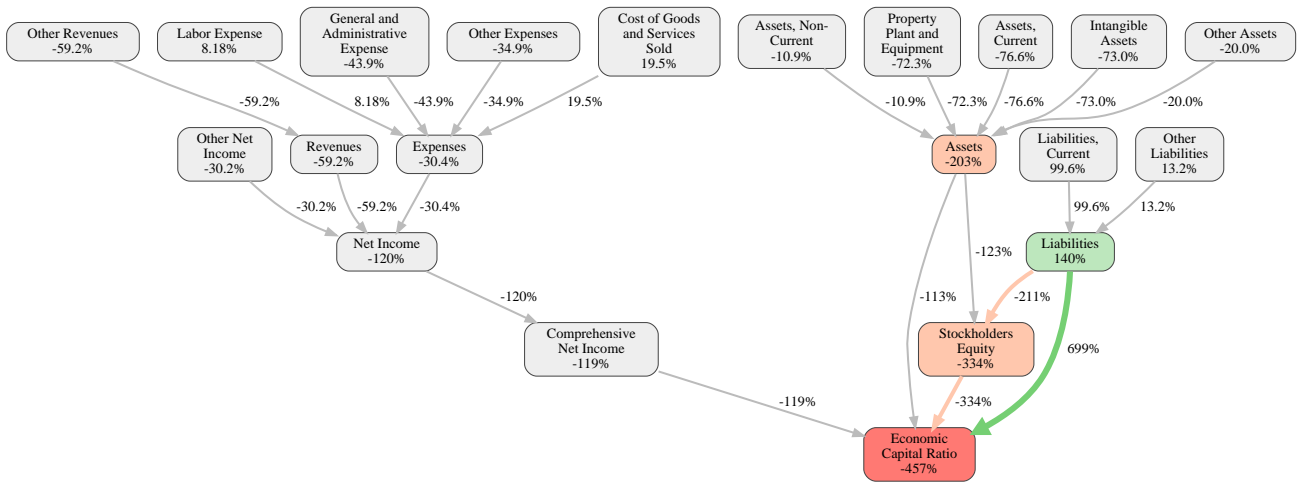 Other Revenues
-59.2%
Labor Expense
8.18%
General and
Administrative
Expense
-43.9%
Other Expenses
-34.9%
Cost of Goods
and Services
Sold
19.5%
Assets, Non-
Current
-10.9%
Property
Plant and
Equipment
-72.3%
Assets,
Current
-76.6%
Intangible
Assets
-73.0%
Other Assets
-20.0%
-59.2%
8.18%
-43.9%
-34.9%
19.5%
-10.9%
-72.3%
-76.6%
-73.0%
-20.0%
Other Net
Income
-30.2%
Revenues
-59.2%
Expenses
-30.4%
Assets
-203%
Liabilities,
Current
99.6%
Other
Liabilities
13.2%
-30.2%
-59.2%
-30.4%
99.6%
13.2%
Net Income
-120%
Liabilities
140%
-123%
-120%
-113%
-211%
Comprehensive
Net Income
-119%
Stockholders
Equity
-334%
699%
-119%
-334%
Economic
Capital Ratio
-457%